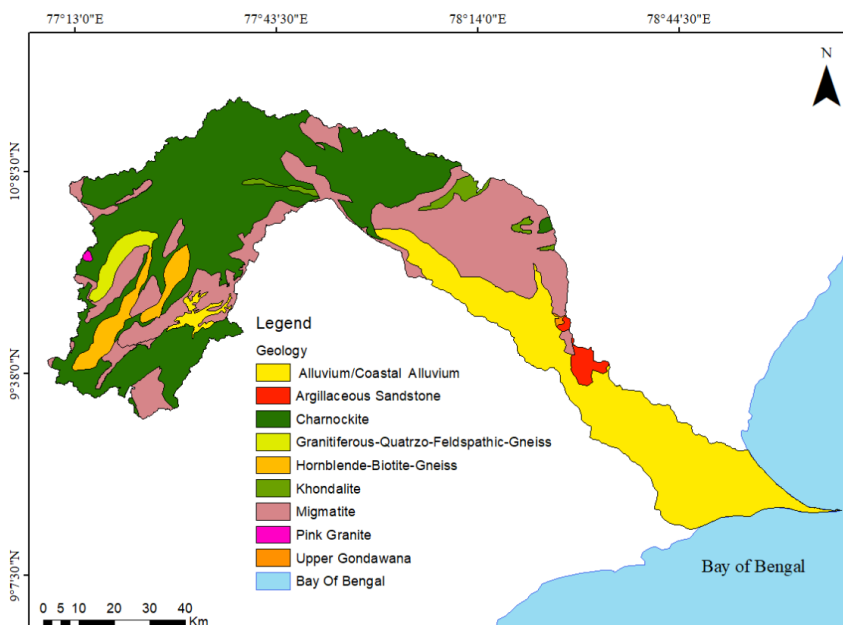 77°13'0"E 77°43'30"E 78°14'0"E 78°44'30"E
N
10°8'30"N
9°38'0"N
9°7'30"N
Legend
Geology
Alluvium/Coastal Alluvium
Argillaceous Sandstone
Charnockite
Granitiferous-Quatrzo-Feldspathic-Gneiss
Hornblende-Biotite-Gneiss
Khondalite
Migmatite
Pink Granite
Upper Gondawana
Bay Of Bengal
Bay of Bengal
0 5 10 20 30 40
Km